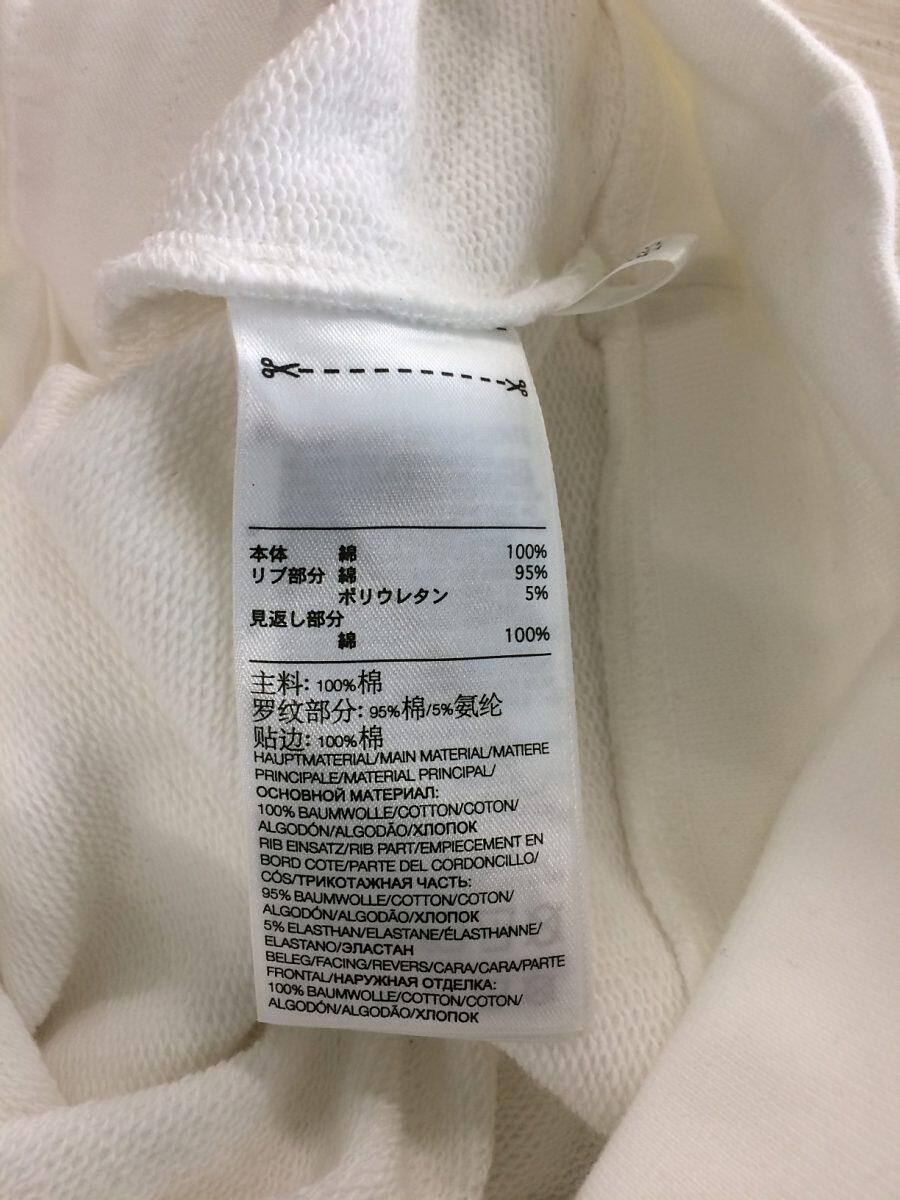 本体 綿 100%
リブ部分 綿 95%
ポリウレタン 5%
見返し部分
綿 100%
主料: 100%棉
罗纹部分: 95%棉/5%氨纶
贴边: 100%棉
HAUPTMATERIAL/MAIN MATERIAL/MATIERE
PRINCIPALE/MATERIAL PRINCIPAL/
ОСНОВНОЙ МАТЕРИАЛ:
100% BAUMWOLLE/COTTON/COTON/
ALGODÓN/ALGODÃO/ХЛОПОК
RIB EINSATZ/RIB PART/EMPIECEMENT EN
BORD COTE/PARTE DEL CORDONCILLO/
CÓS/ТРИКОТАЖНАЯ ЧАСТЬ:
95% BAUMWOLLE/COTTON/COTON/
ALGODÓN/ALGODÃO/ХЛОПОК
5% ELASTHAN/ELASTANE/ÉLASTHANNE/
ELASTANO/ЭЛАСТАН
BELEG/FACING/REVERS/CARA/CARA/PARTE
FRONTAL/НАРУЖНАЯ ОТДЕЛКА:
100% BAUMWOLLE/COTTON/COTON/
ALGODÓN/ALGODÃO/ХЛОПОК